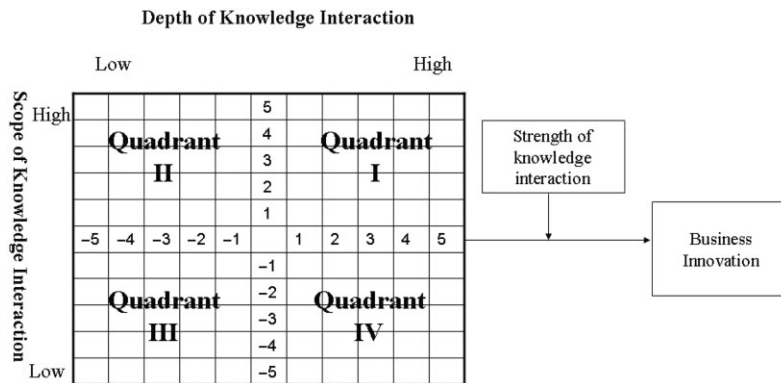 Depth of Knowledge Interaction
Low High
Scope of Knowledge Interaction
High
5
4
Quadrant Quadrant
3
II I
2
1
–5 –4 –3 –2 –1 1 2 3 4 5
–1
–2
Quadrant Quadrant
–3
III IV
–4
Low
–5
Strength of
knowledge
interaction
Business
Innovation